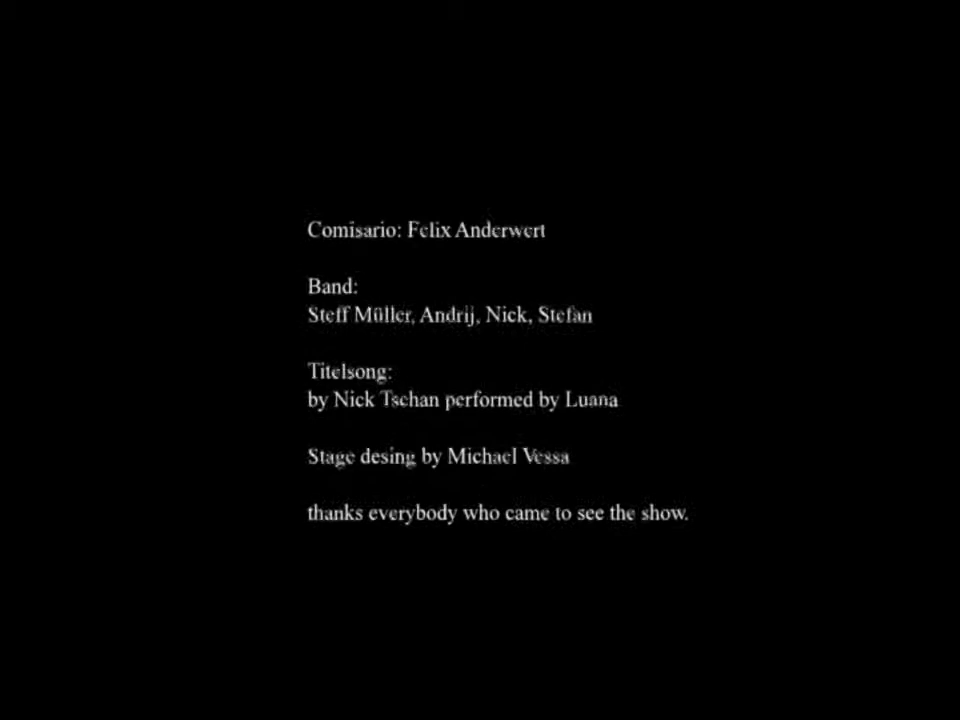 Comisario: Felix Anderwert
Band:
Steff Müller, Andrij, Nick, Stefan
Titelsong:
by Nick Tschan performed by Luana
Stage desing by Michael Vessa
thanks everybody who came to see the show.